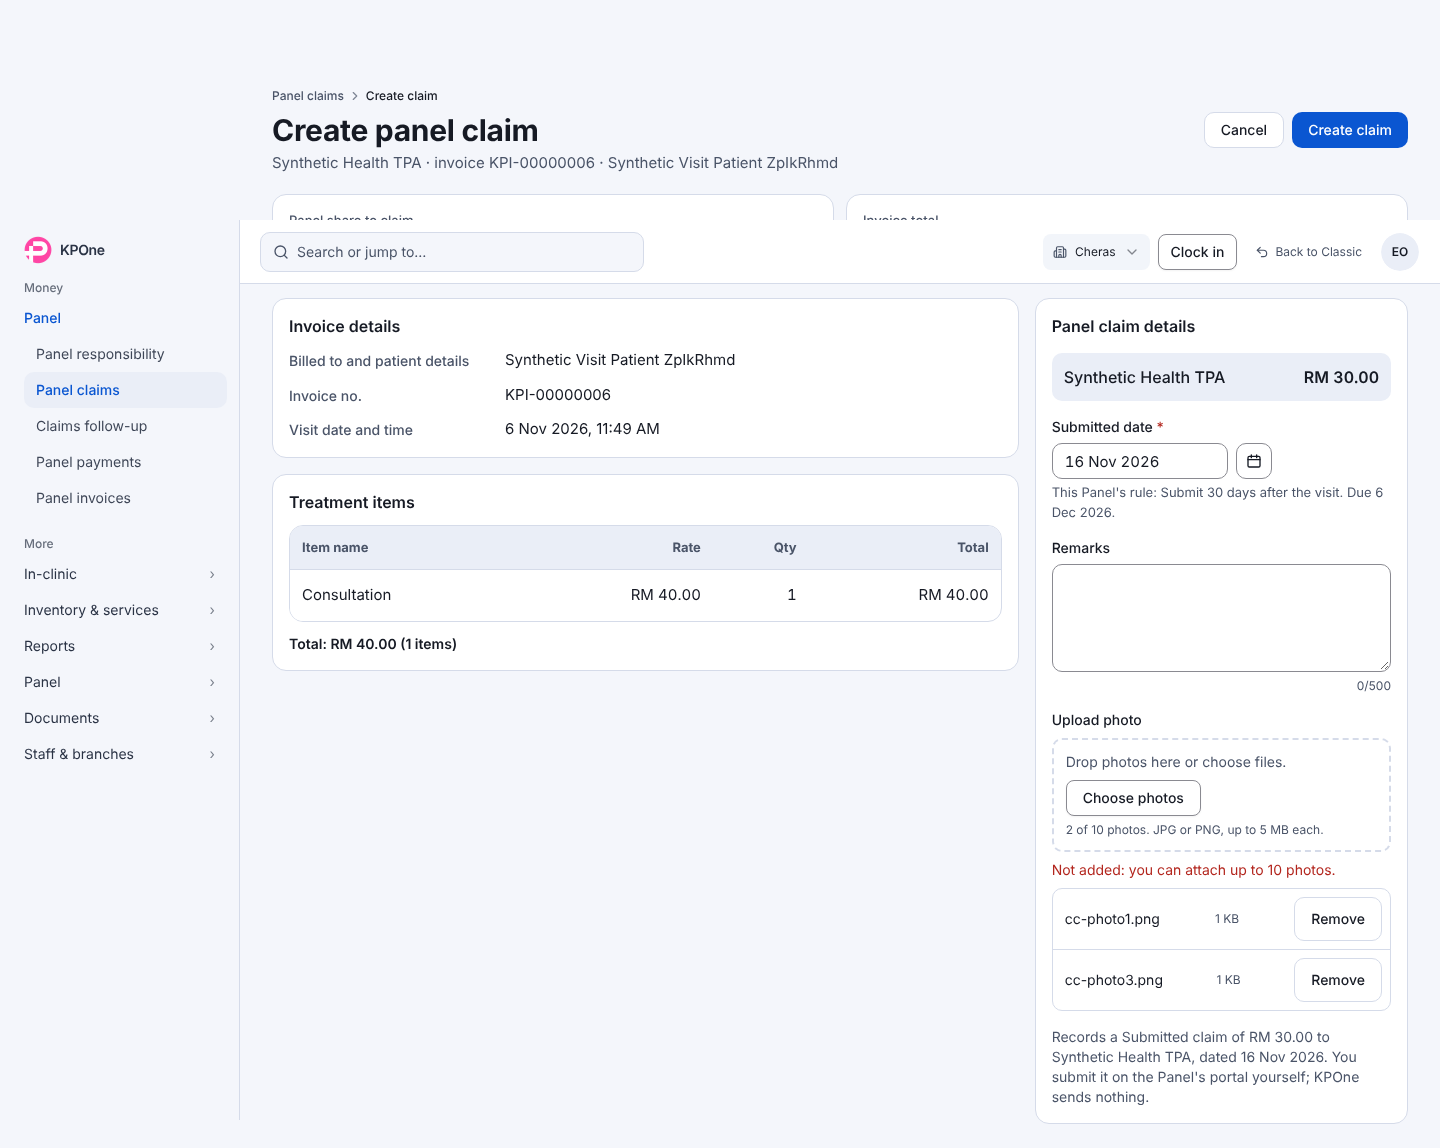 Panel claims > Create claim
Create panel claim
Cancel
Create claim
Synthetic Health TPA · invoice KPI-00000006 · Synthetic Visit Patient ZplkRhmd
Panel share to claim
Invoice total
KPOne
Search or jump to...
Cheras
Clock in
Back to Classic
EO
Money
Panel
Panel responsibility
Panel claims
Claims follow-up
Panel payments
Panel invoices
More
In-clinic
Inventory & services
Reports
Panel
Documents
Staff & branches
Invoice details
Billed to and patient details Synthetic Visit Patient ZplkRhmd
Invoice no. KPI-00000006
Visit date and time 6 Nov 2026, 11:49 AM
Treatment items
Item name Rate Qty Total
Consultation RM 40.00 1 RM 40.00
Total: RM 40.00 (1 items)
Panel claim details
Synthetic Health TPA RM 30.00
Submitted date *
16 Nov 2026
This Panel's rule: Submit 30 days after the visit. Due 6
Dec 2026.
Remarks
0/500
Upload photo
Drop photos here or choose files.
Choose photos
2 of 10 photos. JPG or PNG, up to 5 MB each.
Not added: you can attach up to 10 photos.
cc-photo1.png 1 KB Remove
cc-photo3.png 1 KB Remove
Records a Submitted claim of RM 30.00 to
Synthetic Health TPA, dated 16 Nov 2026. You
submit it on the Panel's portal yourself; KPOne
sends nothing.